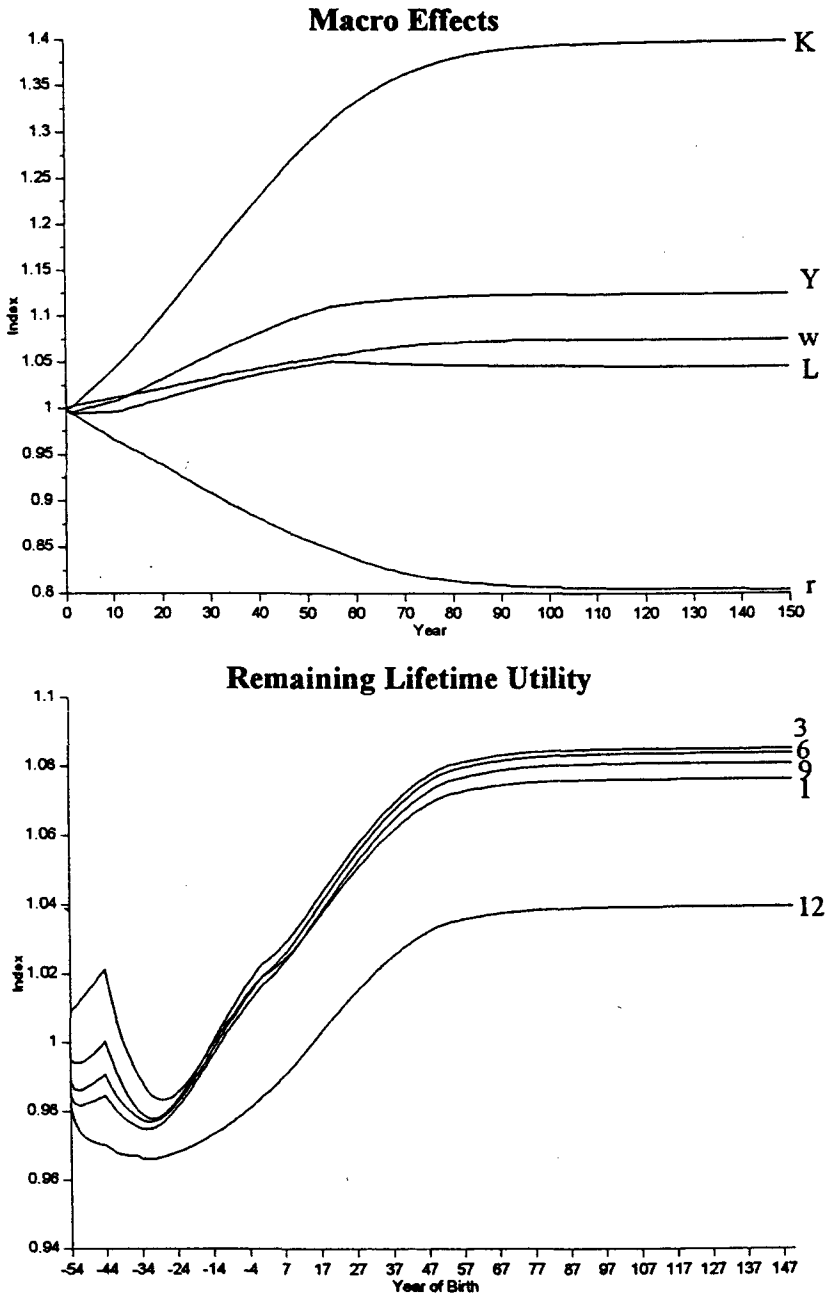 Macro Effects
1.4
1.35
1.3
1.25
1.2
1.15
1.1
1.05
1
0.95
0.9
0.85
0.8
Index
K
Y
w
L
r
0 10 20 30 40 50 60 70 80 90 100 110 120 130 140 150
Year
Remaining Lifetime Utility
1.1
1.08
1.06
1.04
1.02
1
0.98
0.96
0.94
Index
3
6
9
1
12
-54 -44 -34 -24 -14 -4 7 17 27 37 47 57 67 77 87 97 107 117 127 137 147
Year of Birth